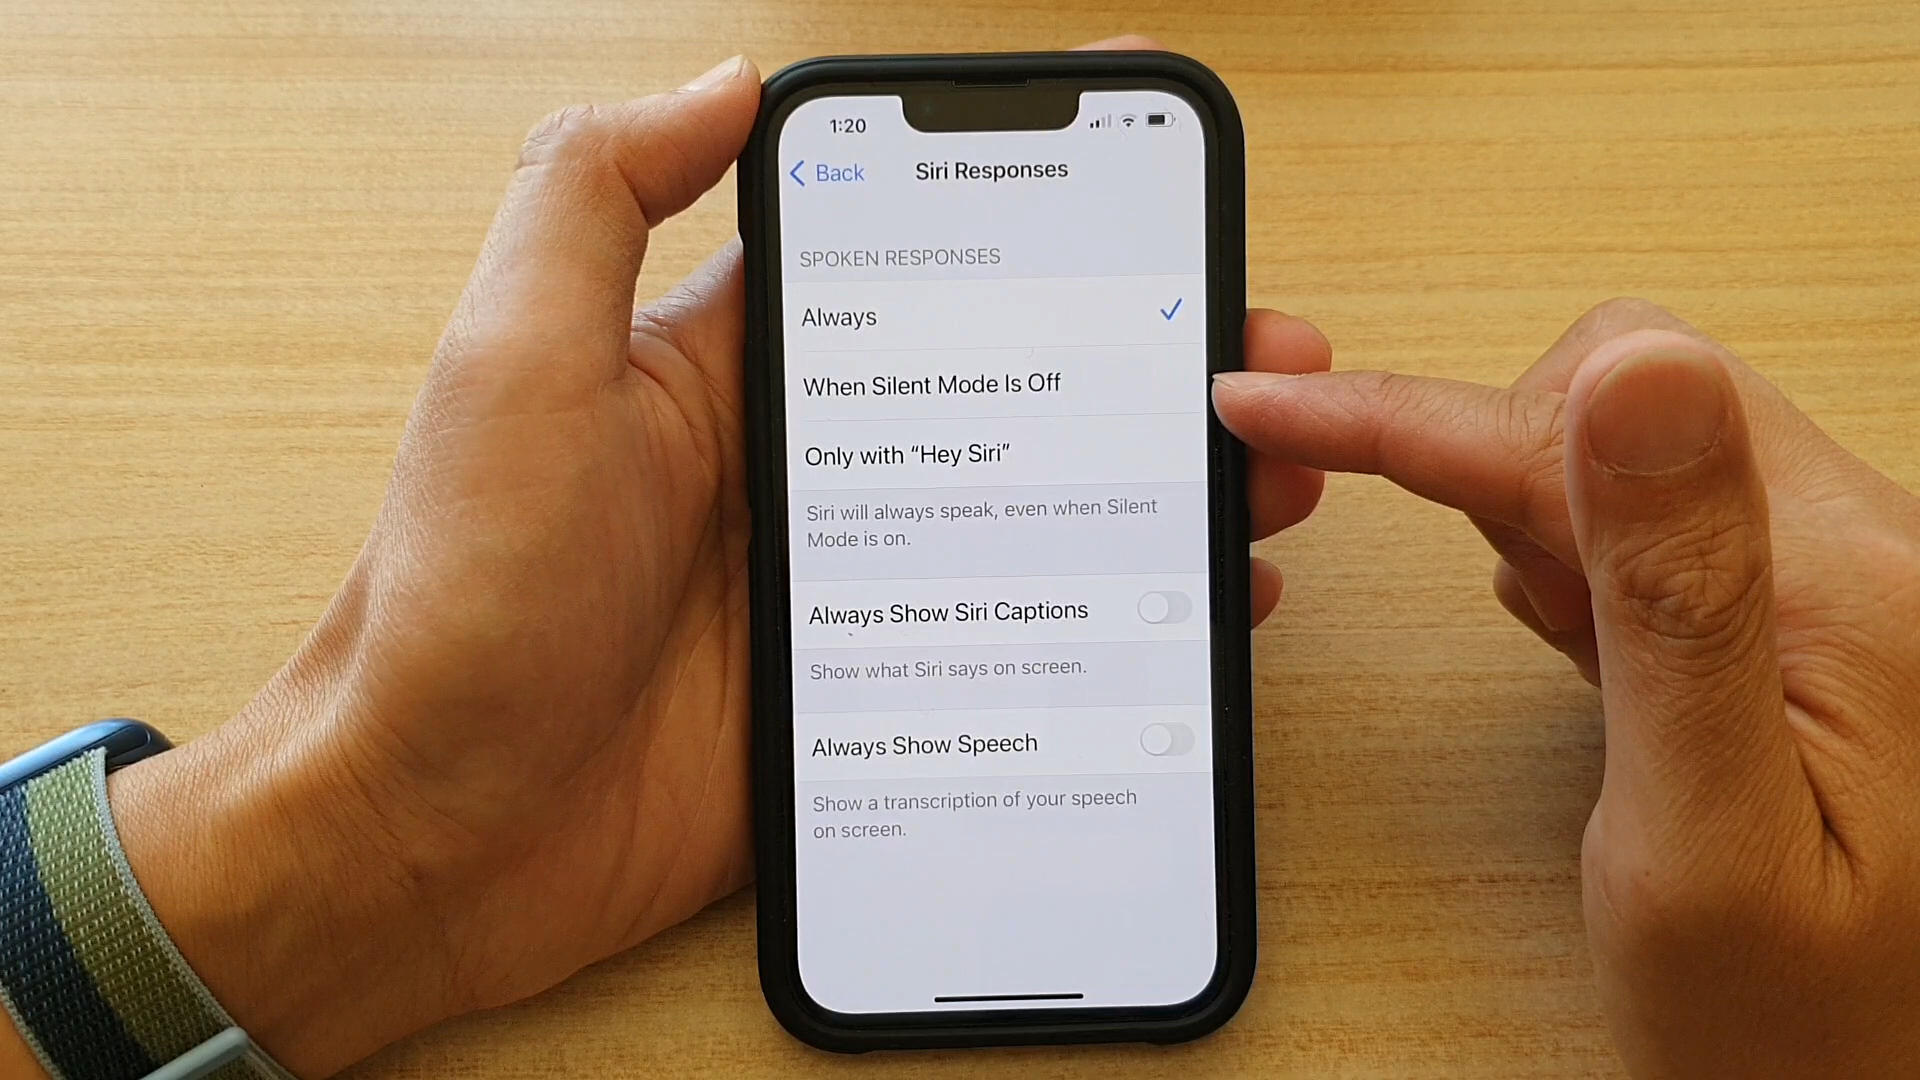 1:20
Back
Siri Responses
SPOKEN RESPONSES
Always
When Silent Mode Is Off
Only with “Hey Siri”
Siri will always speak, even when Silent
Mode is on.
Always Show Siri Captions
Show what Siri says on screen.
Always Show Speech
Show a transcription of your speech
on screen.